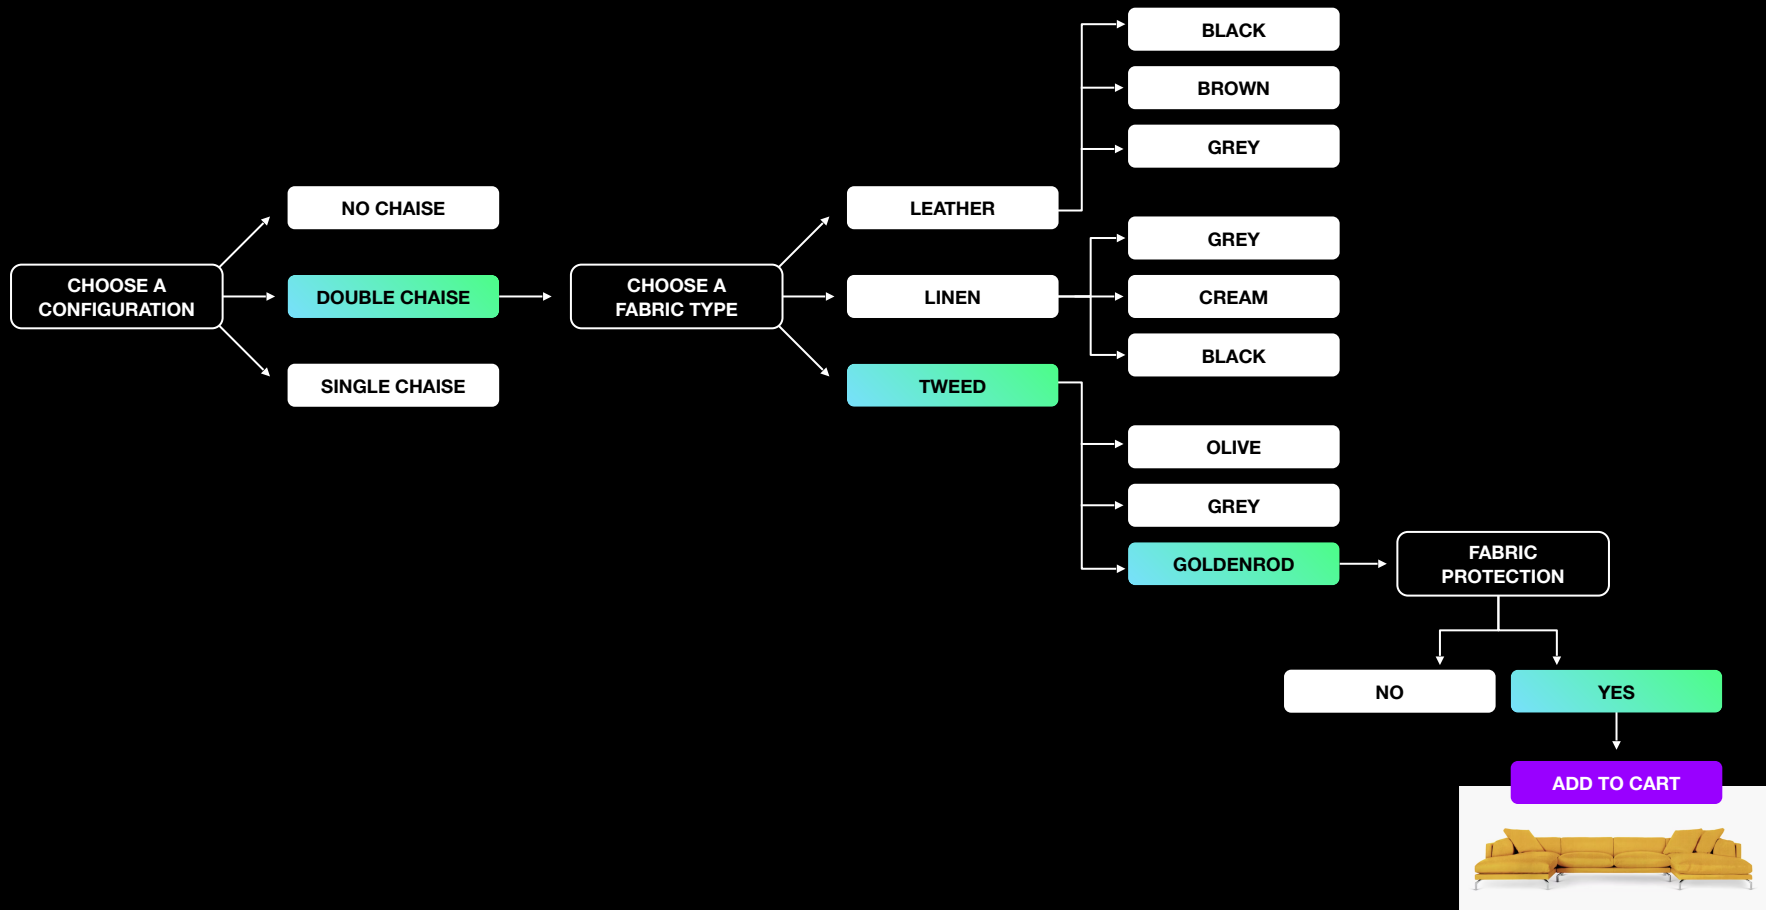 CHOOSE A
CONFIGURATION
NO CHAISE
DOUBLE CHAISE
SINGLE CHAISE
CHOOSE A
FABRIC TYPE
LEATHER
LINEN
TWEED
BLACK
BROWN
GREY
GREY
CREAM
BLACK
OLIVE
GREY
GOLDENROD
FABRIC
PROTECTION
NO
YES
ADD TO CART